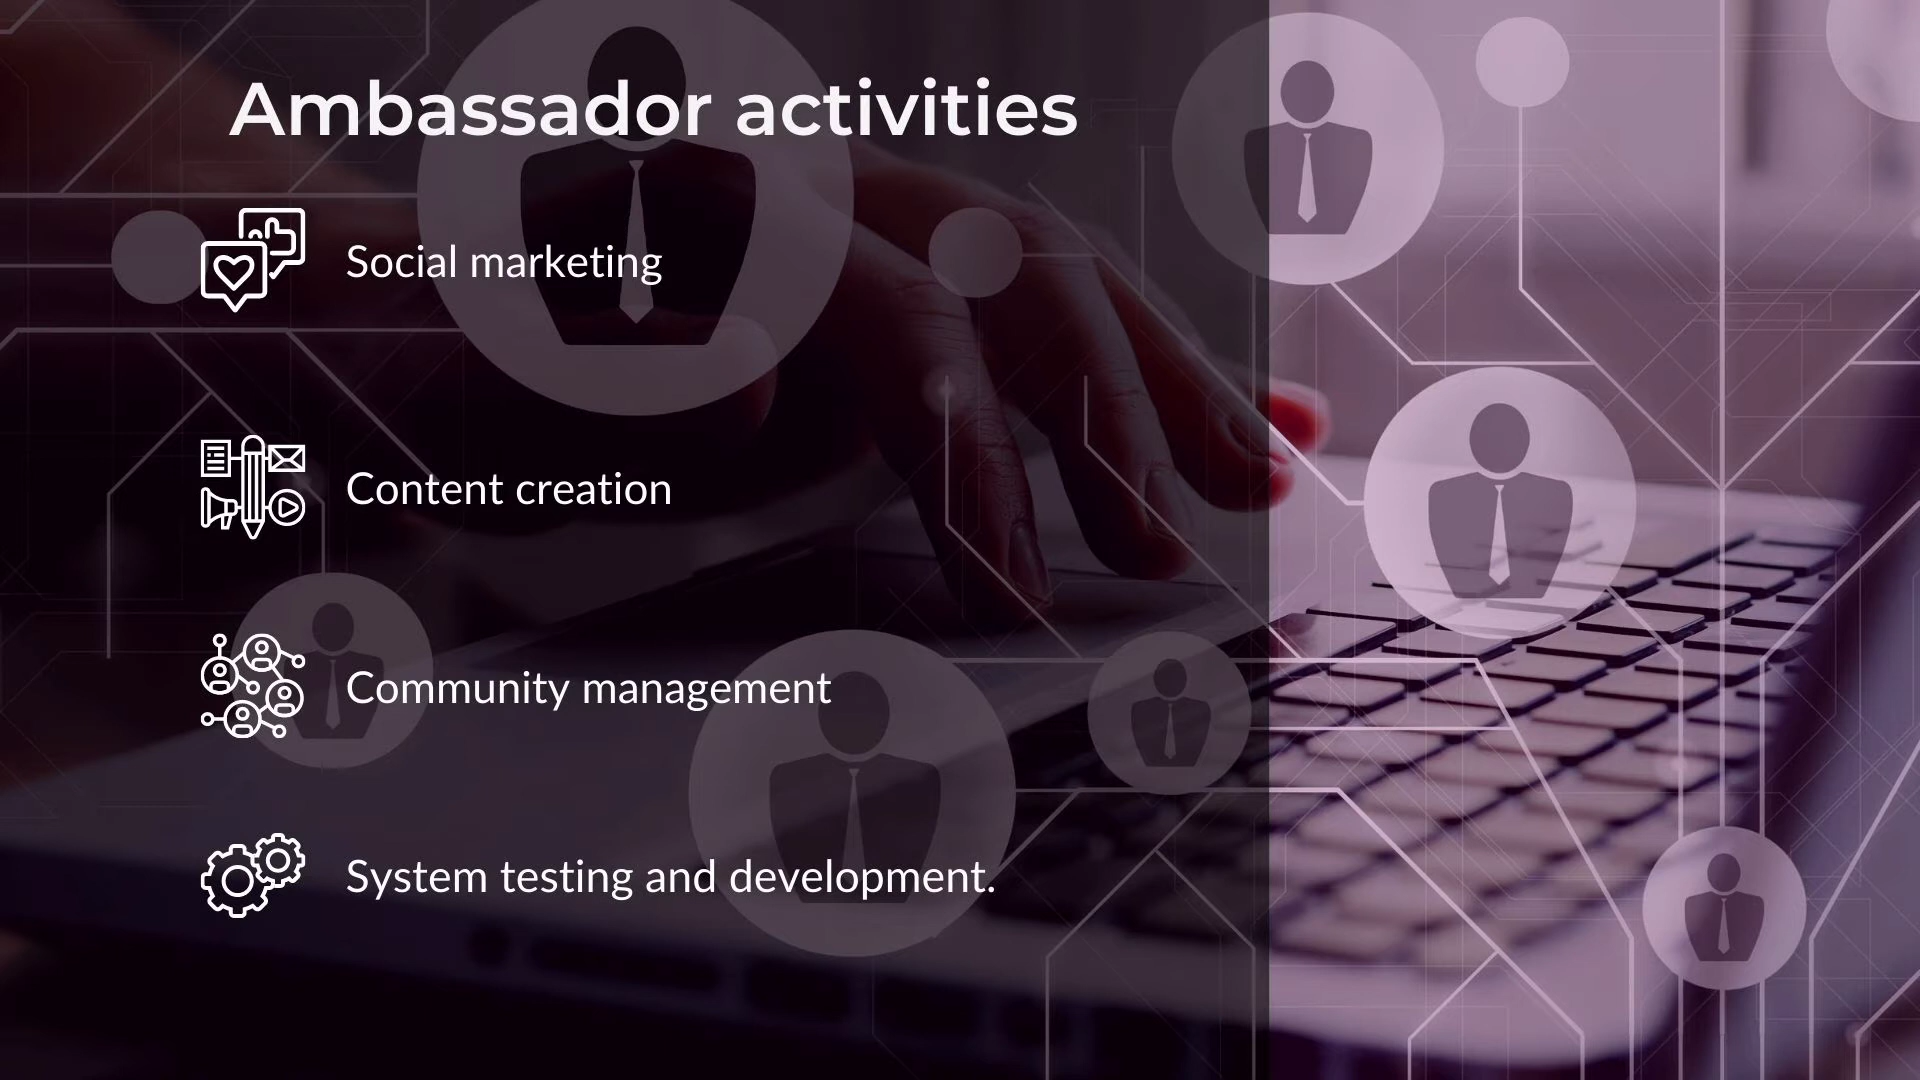 Ambassador activities
Social marketing
Content creation
Community management
System testing and development.